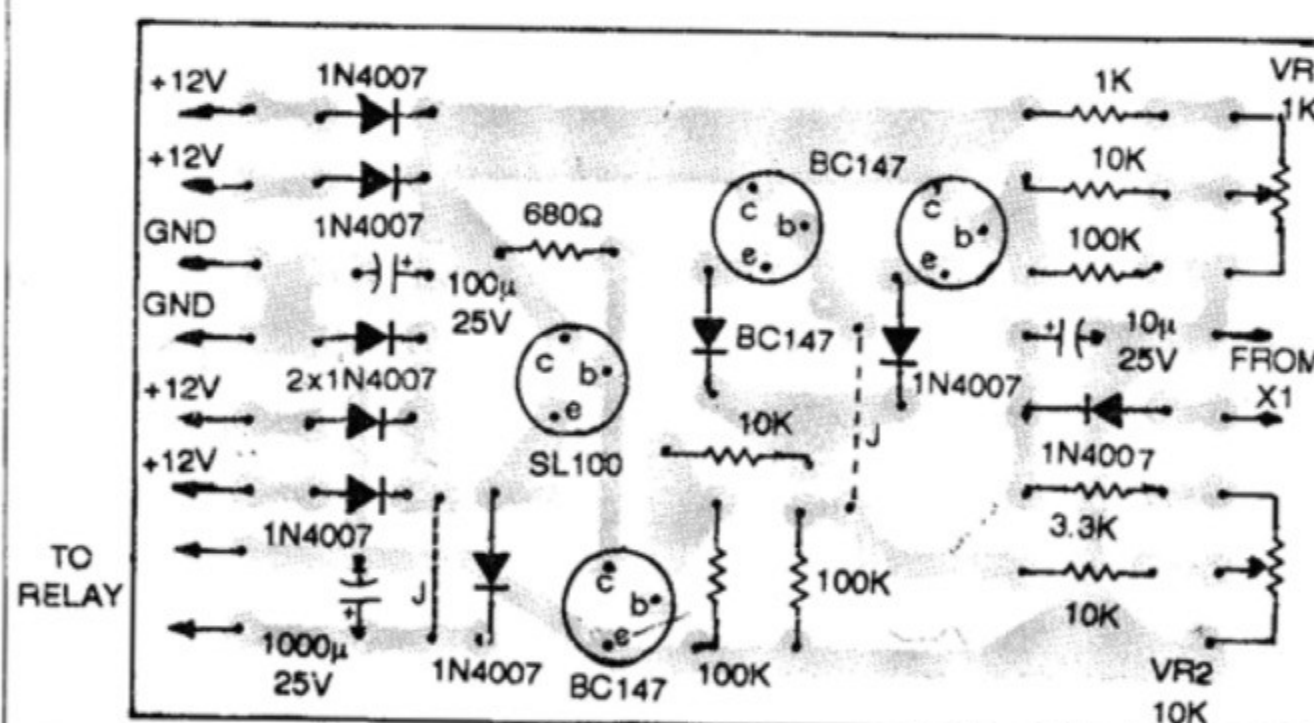 +12V
1N4007
1K
VR
1K
+12V
BC147
10K
c
b
e
c
b
e
GND
1N4007
680Ω
100K
+
100µ
25V
GND
BC147
+
10µ
25V
FROM
X1
2x1N4007
c
b
e
1N4007
+12V
SL100
10K
J
1N4007
+12V
1N4007
3.3K
TO
RELAY
+
J
c
b
e
100K
10K
1000µ
25V
1N4007
BC147
100K
VR2
10K